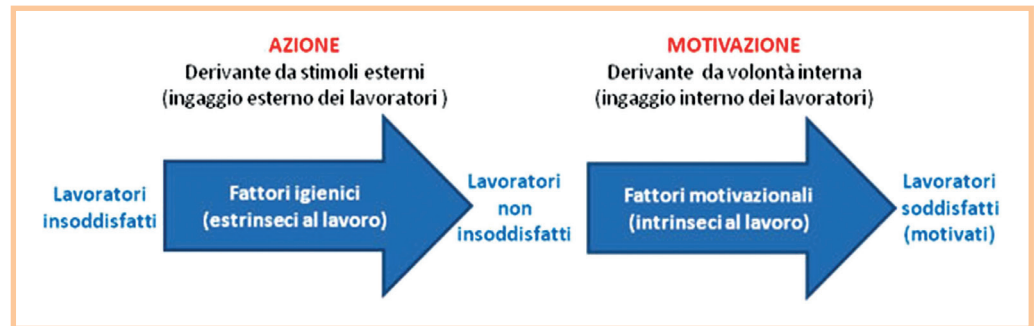 AZIONE
Derivante da stimoli esterni
(ingaggio esterno dei lavoratori )
MOTIVAZIONE
Derivante da volontà interna
(ingaggio interno dei lavoratori)
Lavoratori
insoddisfatti
Fattori igienici
(estrinseci al lavoro)
Lavoratori
non
insoddisfatti
Fattori motivazionali
(intrinseci al lavoro)
Lavoratori
soddisfatti
(motivati)